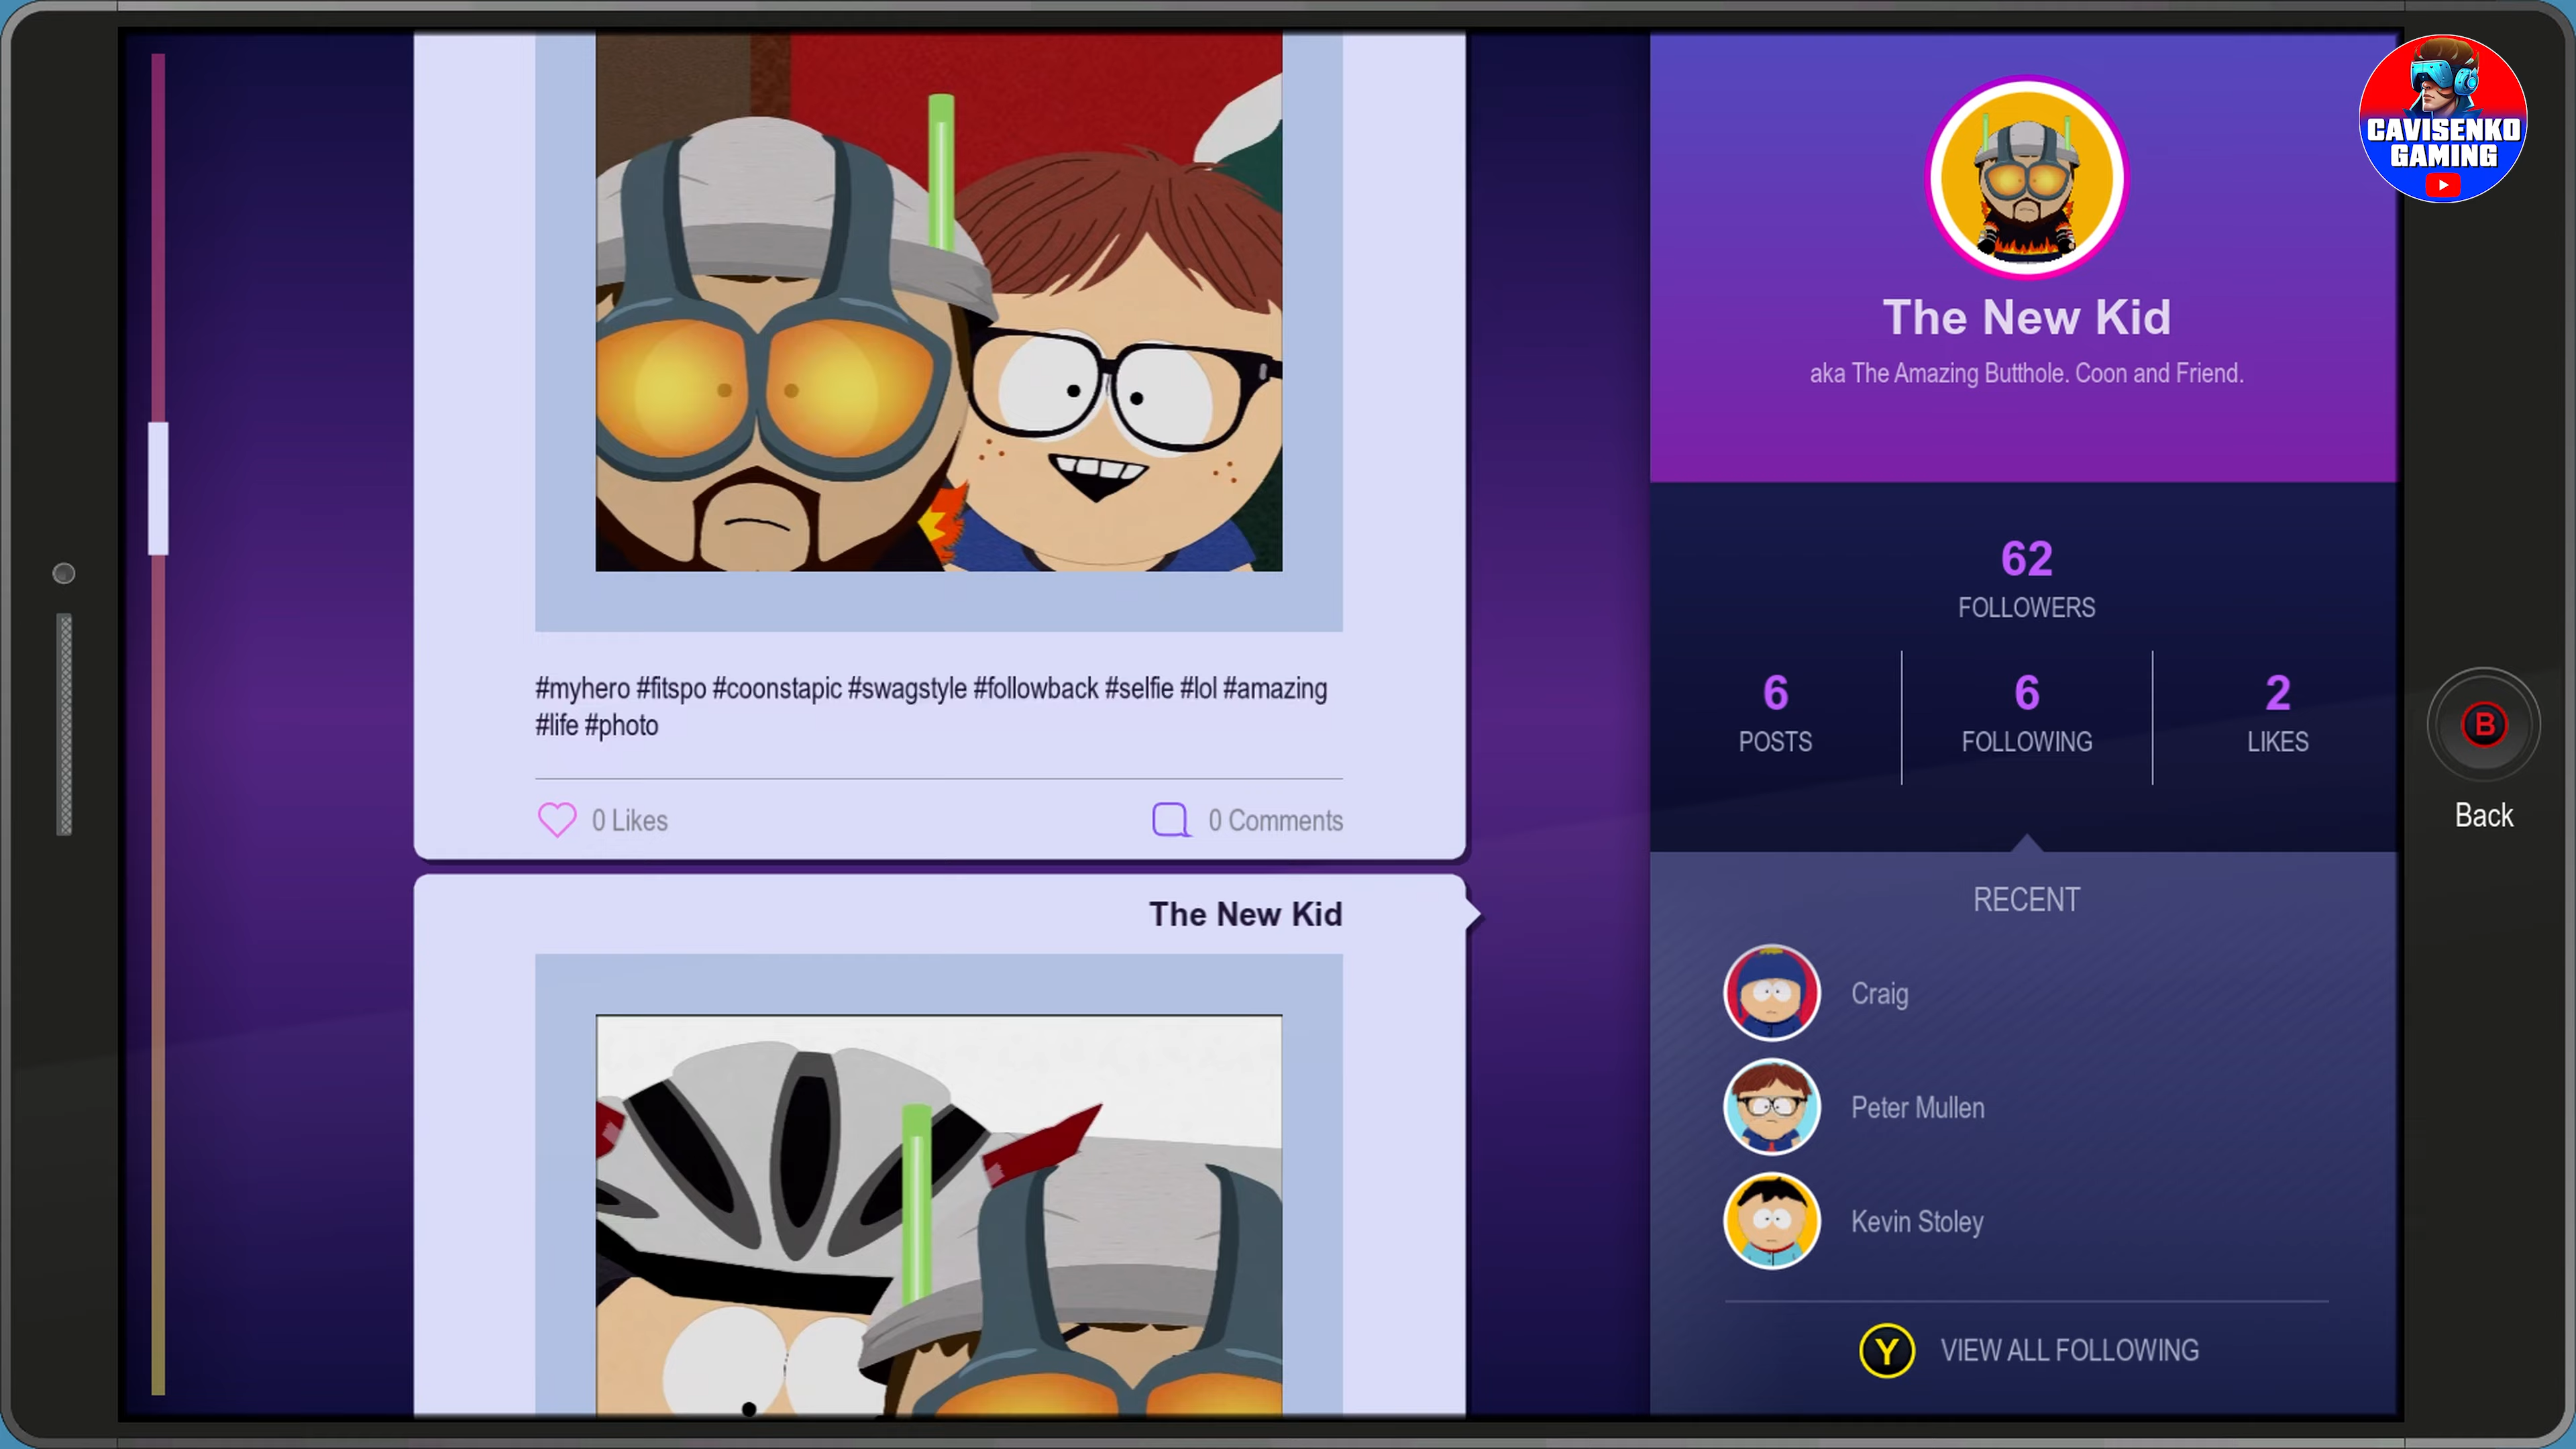 #myhero #fitspo #coonstapic #swagstyle #followback #selfie #lol #amazing
#life #photo
0 Likes
0 Comments
The New Kid
The New Kid
aka The Amazing Butthole. Coon and Friend.
62
FOLLOWERS
6
POSTS
6
FOLLOWING
2
LIKES
RECENT
Craig
Peter Mullen
Kevin Stoley
Y VIEW ALL FOLLOWING
CAVISENKO
GAMING
B
Back